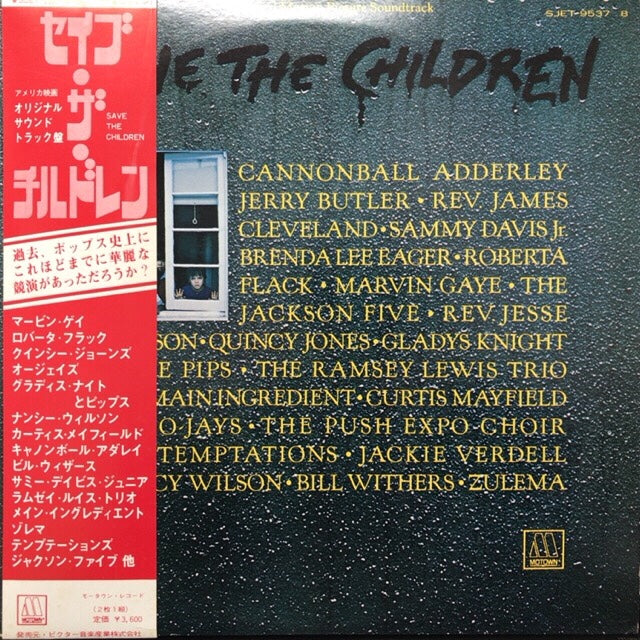 セイブ・ザ・チルドレン
アメリカ映画
オリジナル
サウンド
トラック盤
SAVE
THE
CHILDREN
過去、ポップス史上に
これほどまでに華麗な
競演があっただろうか?
マービン・ゲイ
ロバータ・フラック
クインシー・ジョーンズ
オージェイズ
グラディス・ナイト
とピップス
ナンシー・ウィルソン
カーティス・メイフィールド
キャノンボール・アダレイ
ビル・ウィザース
サミー・デイビス・ジュニア
ラムゼイ・ルイス・トリオ
メイン・イングレディエント
ゾレマ
テンプテーションズ
ジャクソン・ファイブ 他
MOTOWN
モータウン・レコード
(2枚1組)
定価 ¥3,600
発売元・ビクター音楽産業株式会社
Picture Soundtrack
SJET-9537~8
THE CHILDREN
CANNONBALL ADDERLEY
JERRY BUTLER • REV. JAMES
CLEVELAND • SAMMY DAVIS Jr.
BRENDA LEE EAGER • ROBERTA
FLACK • MARVIN GAYE • THE
JACKSON FIVE • REV. JESSE
SON • QUINCY JONES • GLADYS KNIGHT
E PIPS • THE RAMSEY LEWIS TRIO
MAIN INGREDIENT • CURTIS MAYFIELD
O'JAYS • THE PUSH EXPO CHOIR
TEMPTATIONS • JACKIE VERDELL
CY WILSON • BILL WITHERS • ZULEMA
MOTOWN